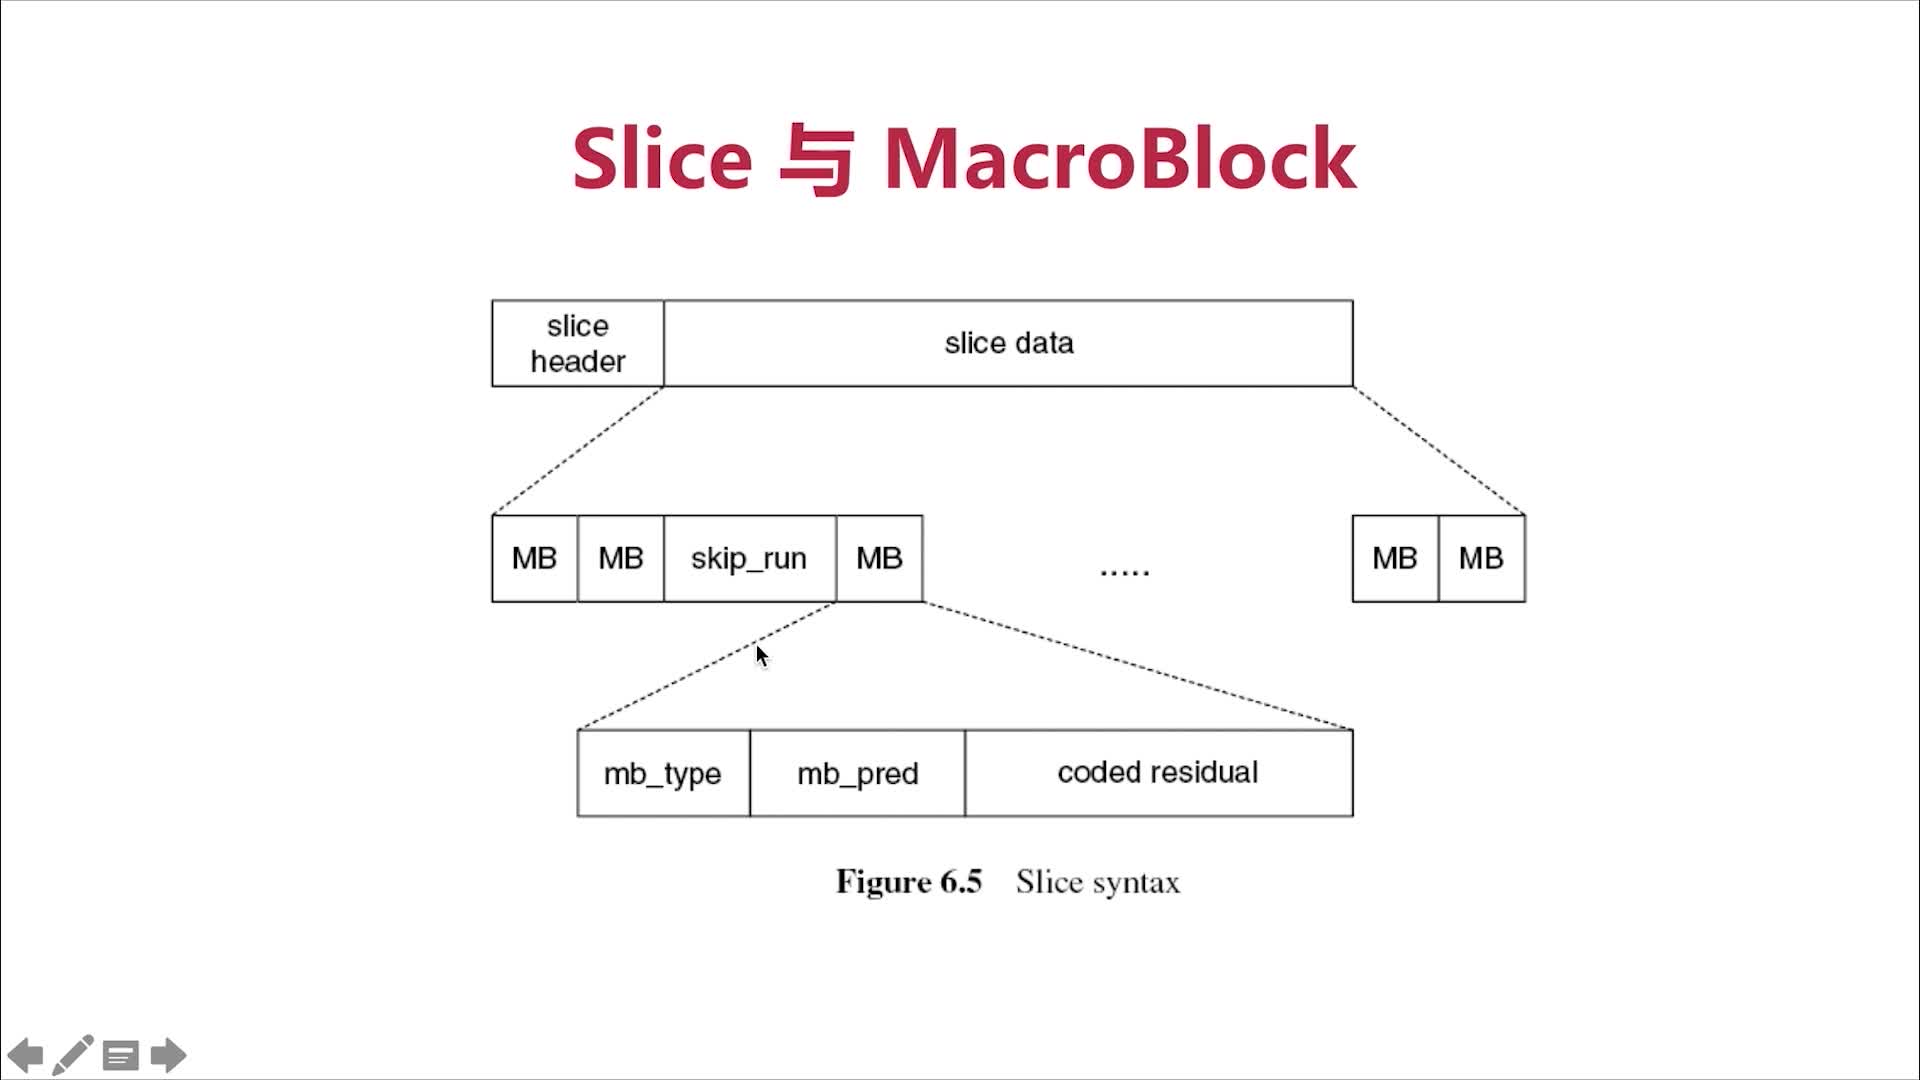 Slice 与 MacroBlock
slice
header
slice data
MB
MB
skip_run
MB
.....
MB
MB
mb_type
mb_pred
coded residual
Figure 6.5 Slice syntax